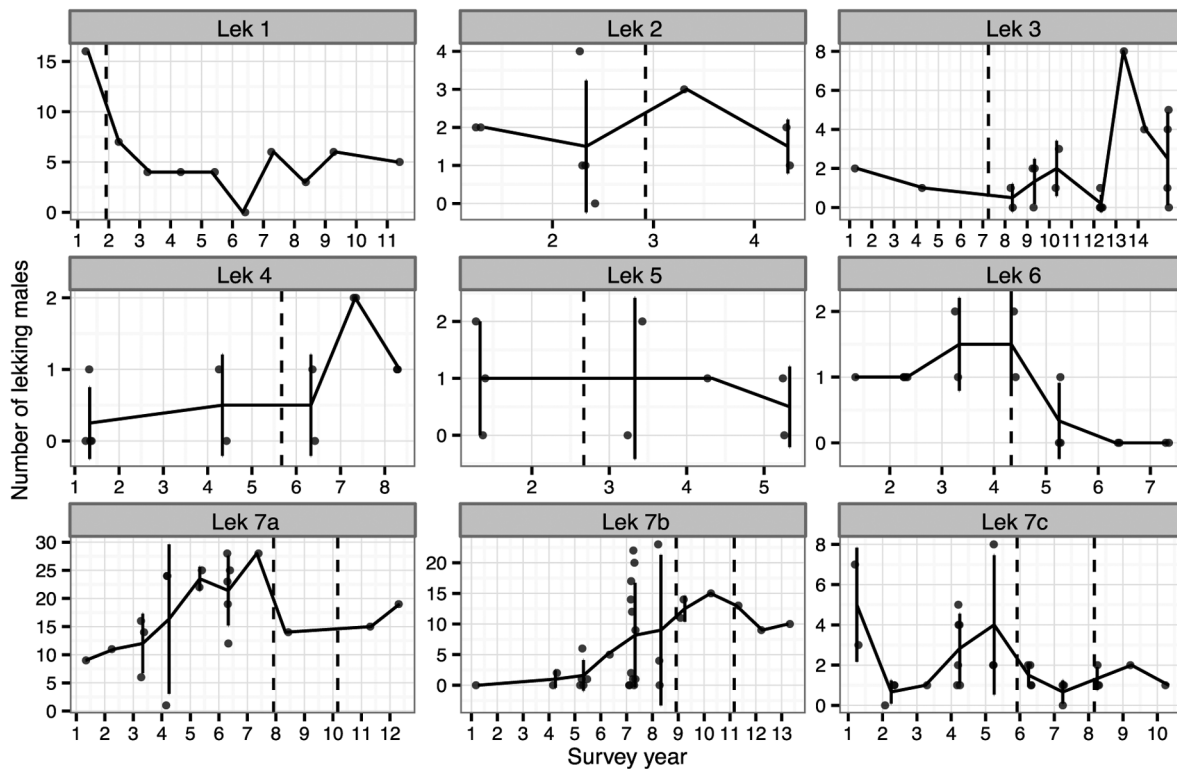 Lek 1 Lek 2 Lek 3
15 10 5 0
4 3 2 1 0
8 6 4 2 0
1 2 3 4 5 6 7 8 9 10 11
2 3 4
1 2 3 4 5 6 7 8 9 10 11 12 13 14
Number of lekking males
Lek 4 Lek 5 Lek 6
2 1 0
2 1 0
2 1 0
1 2 3 4 5 6 7 8
2 3 4 5
2 3 4 5 6 7
Lek 7a Lek 7b Lek 7c
30 25 20 15 10 5 0
20 15 10 5 0
8 6 4 2 0
1 2 3 4 5 6 7 8 9 10 11 12
1 2 3 4 5 6 7 8 9 10 11 12 13
1 2 3 4 5 6 7 8 9 10
Survey year